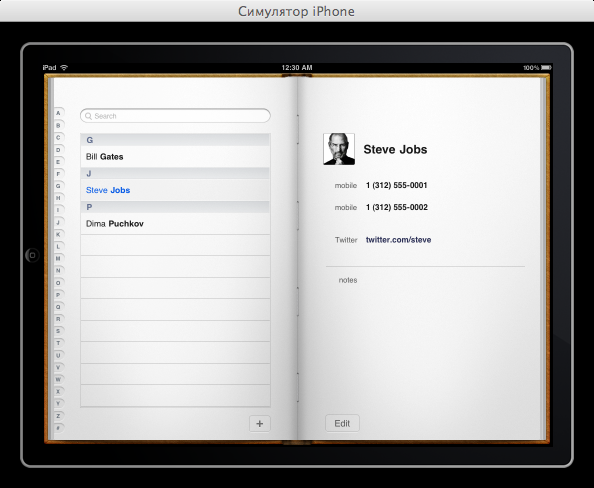 Симулятор iPhone
iPad
12:30 AM
100%
A
B
C
D
E
F
G
H
I
J
K
L
M
N
O
P
Q
R
S
T
U
V
W
X
Y
Z
#
Search
G
Bill Gates
J
Steve Jobs
P
Dima Puchkov
+
Steve Jobs
mobile 1 (312) 555-0001
mobile 1 (312) 555-0002
Twitter twitter.com/steve
notes
Edit